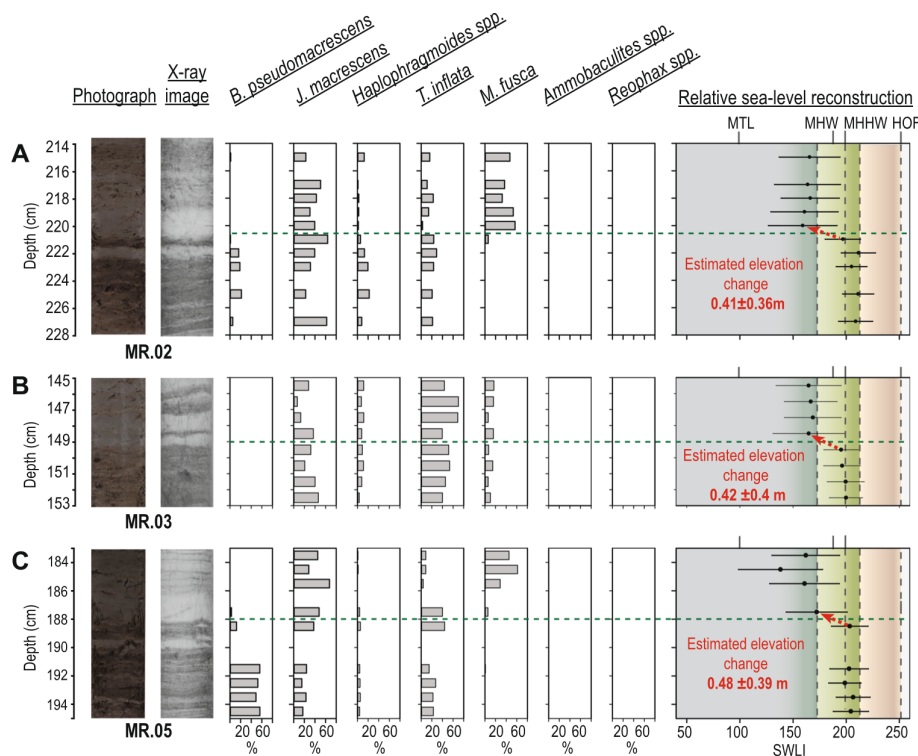 Photograph
X-ray
image
B. pseudomacrescens
J. macrescens
Haplophragmoides spp.
T. inflata
M. fusca
Ammobaculites spp.
Reophax spp.
Relative sea-level reconstruction
MTL MHW MHHW HOF
A
Depth (cm)
214
216
218
220
222
224
226
228
MR.02
Estimated elevation
change
0.41±0.36m
B
Depth (cm)
145
147
149
151
153
MR.03
Estimated elevation
change
0.42 ±0.4 m
C
Depth (cm)
184
186
188
190
192
194
MR.05
Estimated elevation
change
0.48 ±0.39 m
20 60 20 60 20 60 20 60 20 60 20 60 20 60 50 100 150 200 250
% % % % % % % SWLI